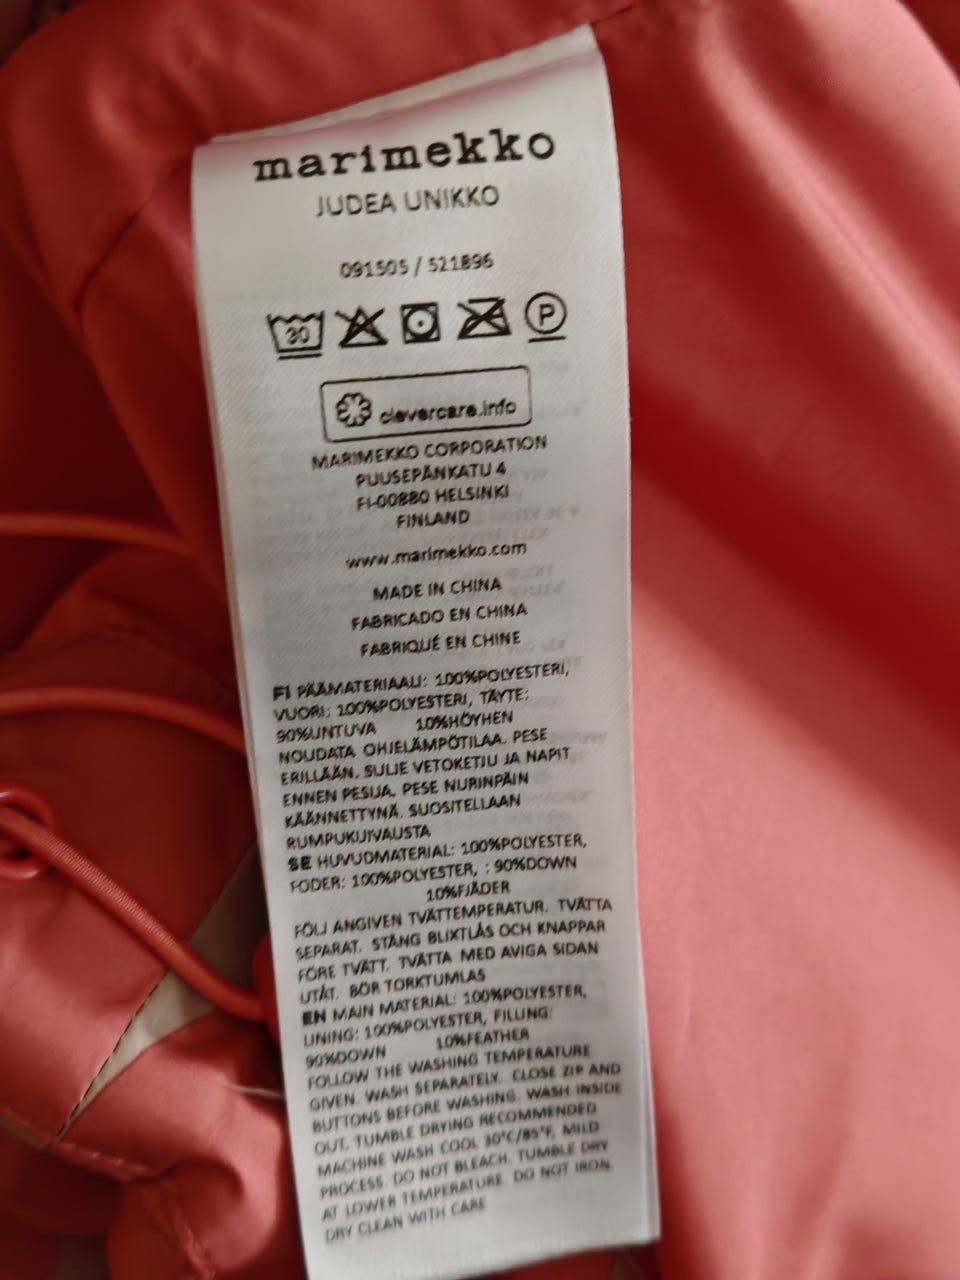 marimekko
JUDEA UNIKKO
091505 / 521896
30
P
clevercare.info
MARIMEKKO CORPORATION
PUUSEPÄNKATU 4
FI-00880 HELSINKI
FINLAND
www.marimekko.com
MADE IN CHINA
FABRICADO EN CHINA
FABRIQUÉ EN CHINE
FI PÄÄMATERIAALI: 100%POLYESTERI,
VUORI: 100%POLYESTERI, TÄYTE:
90%UNTUVA 10%HÖYHEN
NOUDATA OHJELÄMPÖTILAA. PESE
ERILLÄÄN. SULJE VETOKETJU JA NAPIT
ENNEN PESUA. PESE NURINPÄIN
KÄÄNNETTYNÄ. SUOSITELLAAN
RUMPUKUIVAUSTA
SE HUVUDMATERIAL: 100%POLYESTER,
FODER: 100%POLYESTER, : 90%DOWN
10%FJÄDER
FÖLJ ANGIVEN TVÄTTEMPERATUR. TVÄTTA
SEPARAT. STÄNG BLIXTLÅS OCH KNAPPAR
FÖRE TVÄTT. TVÄTTA MED AVIGA SIDAN
UTÅT. BÖR TORKTUMLAS
EN MAIN MATERIAL: 100%POLYESTER,
LINING: 100%POLYESTER, FILLING:
90%DOWN 10%FEATHER
FOLLOW THE WASHING TEMPERATURE
GIVEN. WASH SEPARATELY. CLOSE ZIP AND
BUTTONS BEFORE WASHING. WASH INSIDE
OUT. TUMBLE DRYING RECOMMENDED
MACHINE WASH COOL 30°C/85°F, MILD
PROCESS. DO NOT BLEACH. TUMBLE DRY
AT LOWER TEMPERATURE. DO NOT IRON.
DRY CLEAN WITH CARE